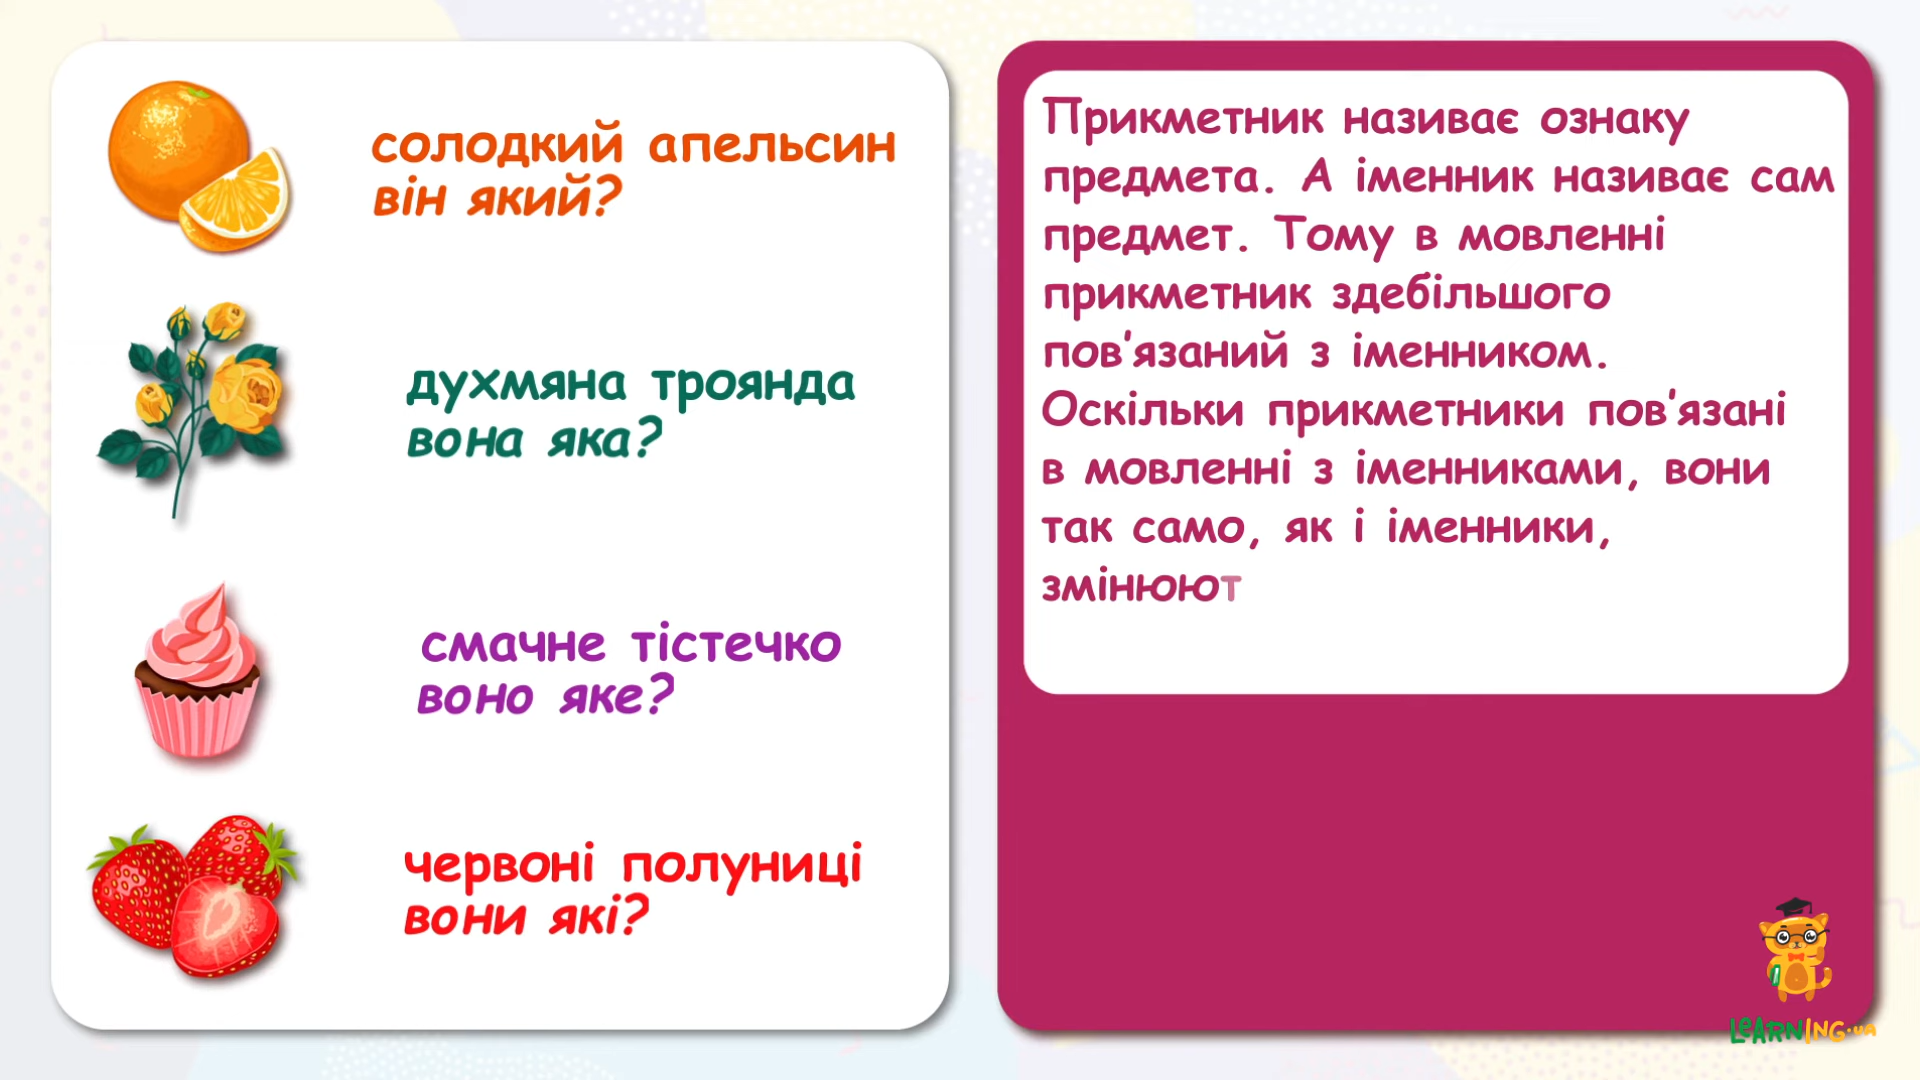 солодкий апельсин
він який?
духмяна троянда
вона яка?
смачне тістечко
воно яке?
червоні полуниці
вони які?
Прикметник називає ознаку
предмета. А іменник називає сам
предмет. Тому в мовленні
прикметник здебільшого
пов'язаний з іменником.
Оскільки прикметники пов'язані
в мовленні з іменниками, вони
так само, як і іменники,
змінюют
LEARNING.UA